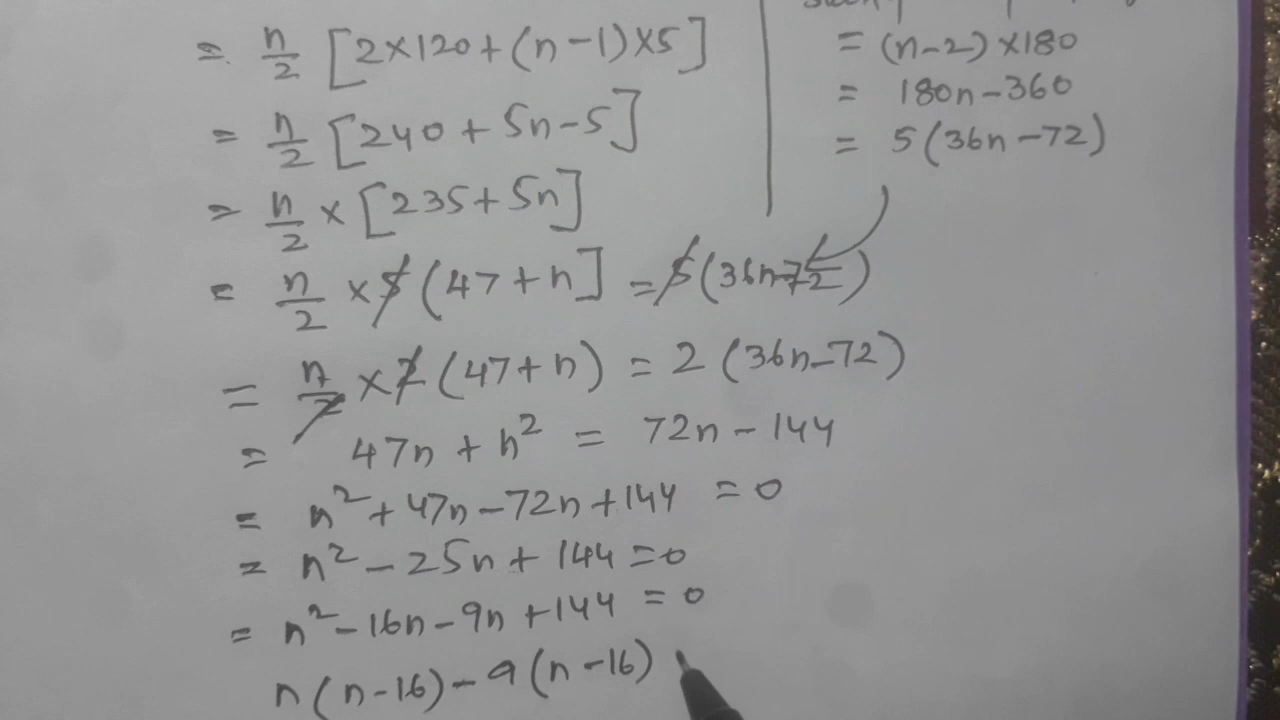 = n/2 [2×120+(n-1)×5]
= n/2 [240+5n-5]
= n/2 × [235+5n]
= n/2 ×5(47+n] = 5(36n-72)
= n/2 ×2(47+n) = 2(36n-72)
= 47n + n² = 72n - 144
= n² + 47n - 72n + 144 = 0
= n² - 25n + 144 = 0
= n² - 16n - 9n + 144 = 0
n(n-16) - 9(n-16)
= (n-2)×180
= 180n-360
= 5(36n-72)